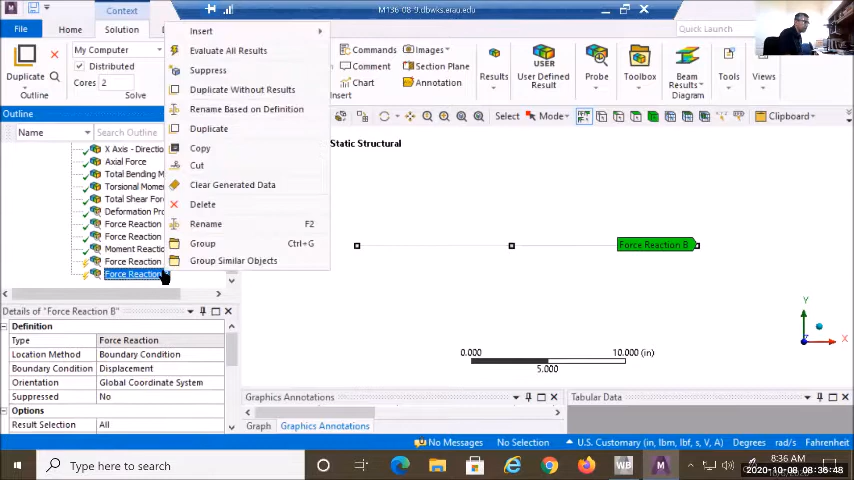 Context
M136-08-9.dbwks.erau.edu
File
Home
Solution
Quick Launch
Duplicate
My Computer
Distributed
Cores 2
Outline
Solve
Commands
Comment
Chart
Images
Section
Annotation
Insert
Results
USER
User Defined
Result
Probe
Toolbox
Beam
Results
Diagram
Tools
Views
Outline
Name
Search Outline
Select
Mode
Clipboard
X Axis - Direction
Axial Force
Total Bending M
Torsional Mome
Total Shear Forc
Deformation Pro
Force Reaction
Force Reaction
Moment Reactio
Force Reaction
Force Reaction
Insert
Evaluate All Results
Suppress
Duplicate Without Results
Rename Based on Definition
Duplicate
Copy
Cut
Clear Generated Data
Delete
Rename F2
Group Ctrl+G
Group Similar Objects
Static Structural
Force Reaction B
Y
X
Z
0.000
10.000 (in)
5.000
Details of "Force Reaction B"
Definition
Type Force Reaction
Location Method Boundary Condition
Boundary Condition Displacement
Orientation Global Coordinate System
Suppressed No
Options
Result Selection All
Graphics Annotations
Tabular Data
Graph
Graphics Annotations
No Messages
No Selection
U.S. Customary (in, lbm, lbf, s, V, A)
Degrees
rad/s
Fahrenheit
Type here to search
WB
M
8:36 AM
2020-10-08 08:36:48